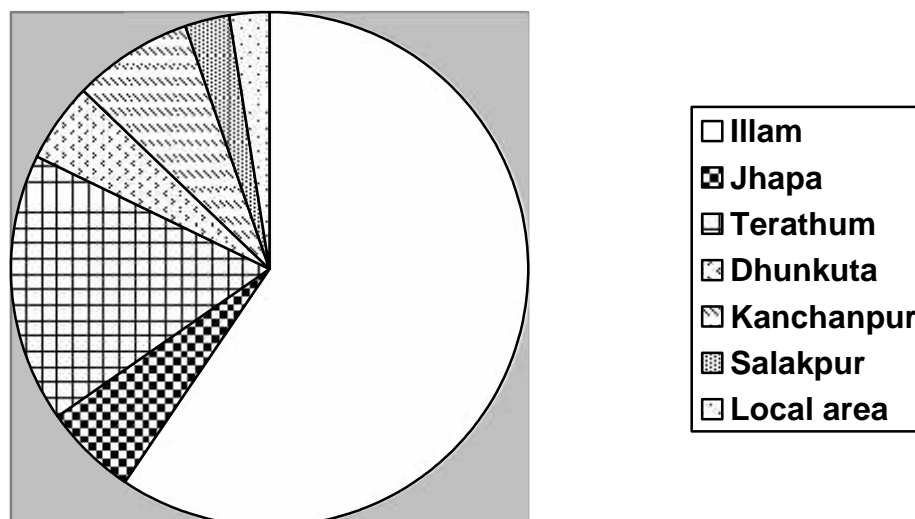 Illam
Jhapa
Terathum
Dhunkuta
Kanchanpur
Salakpur
Local area